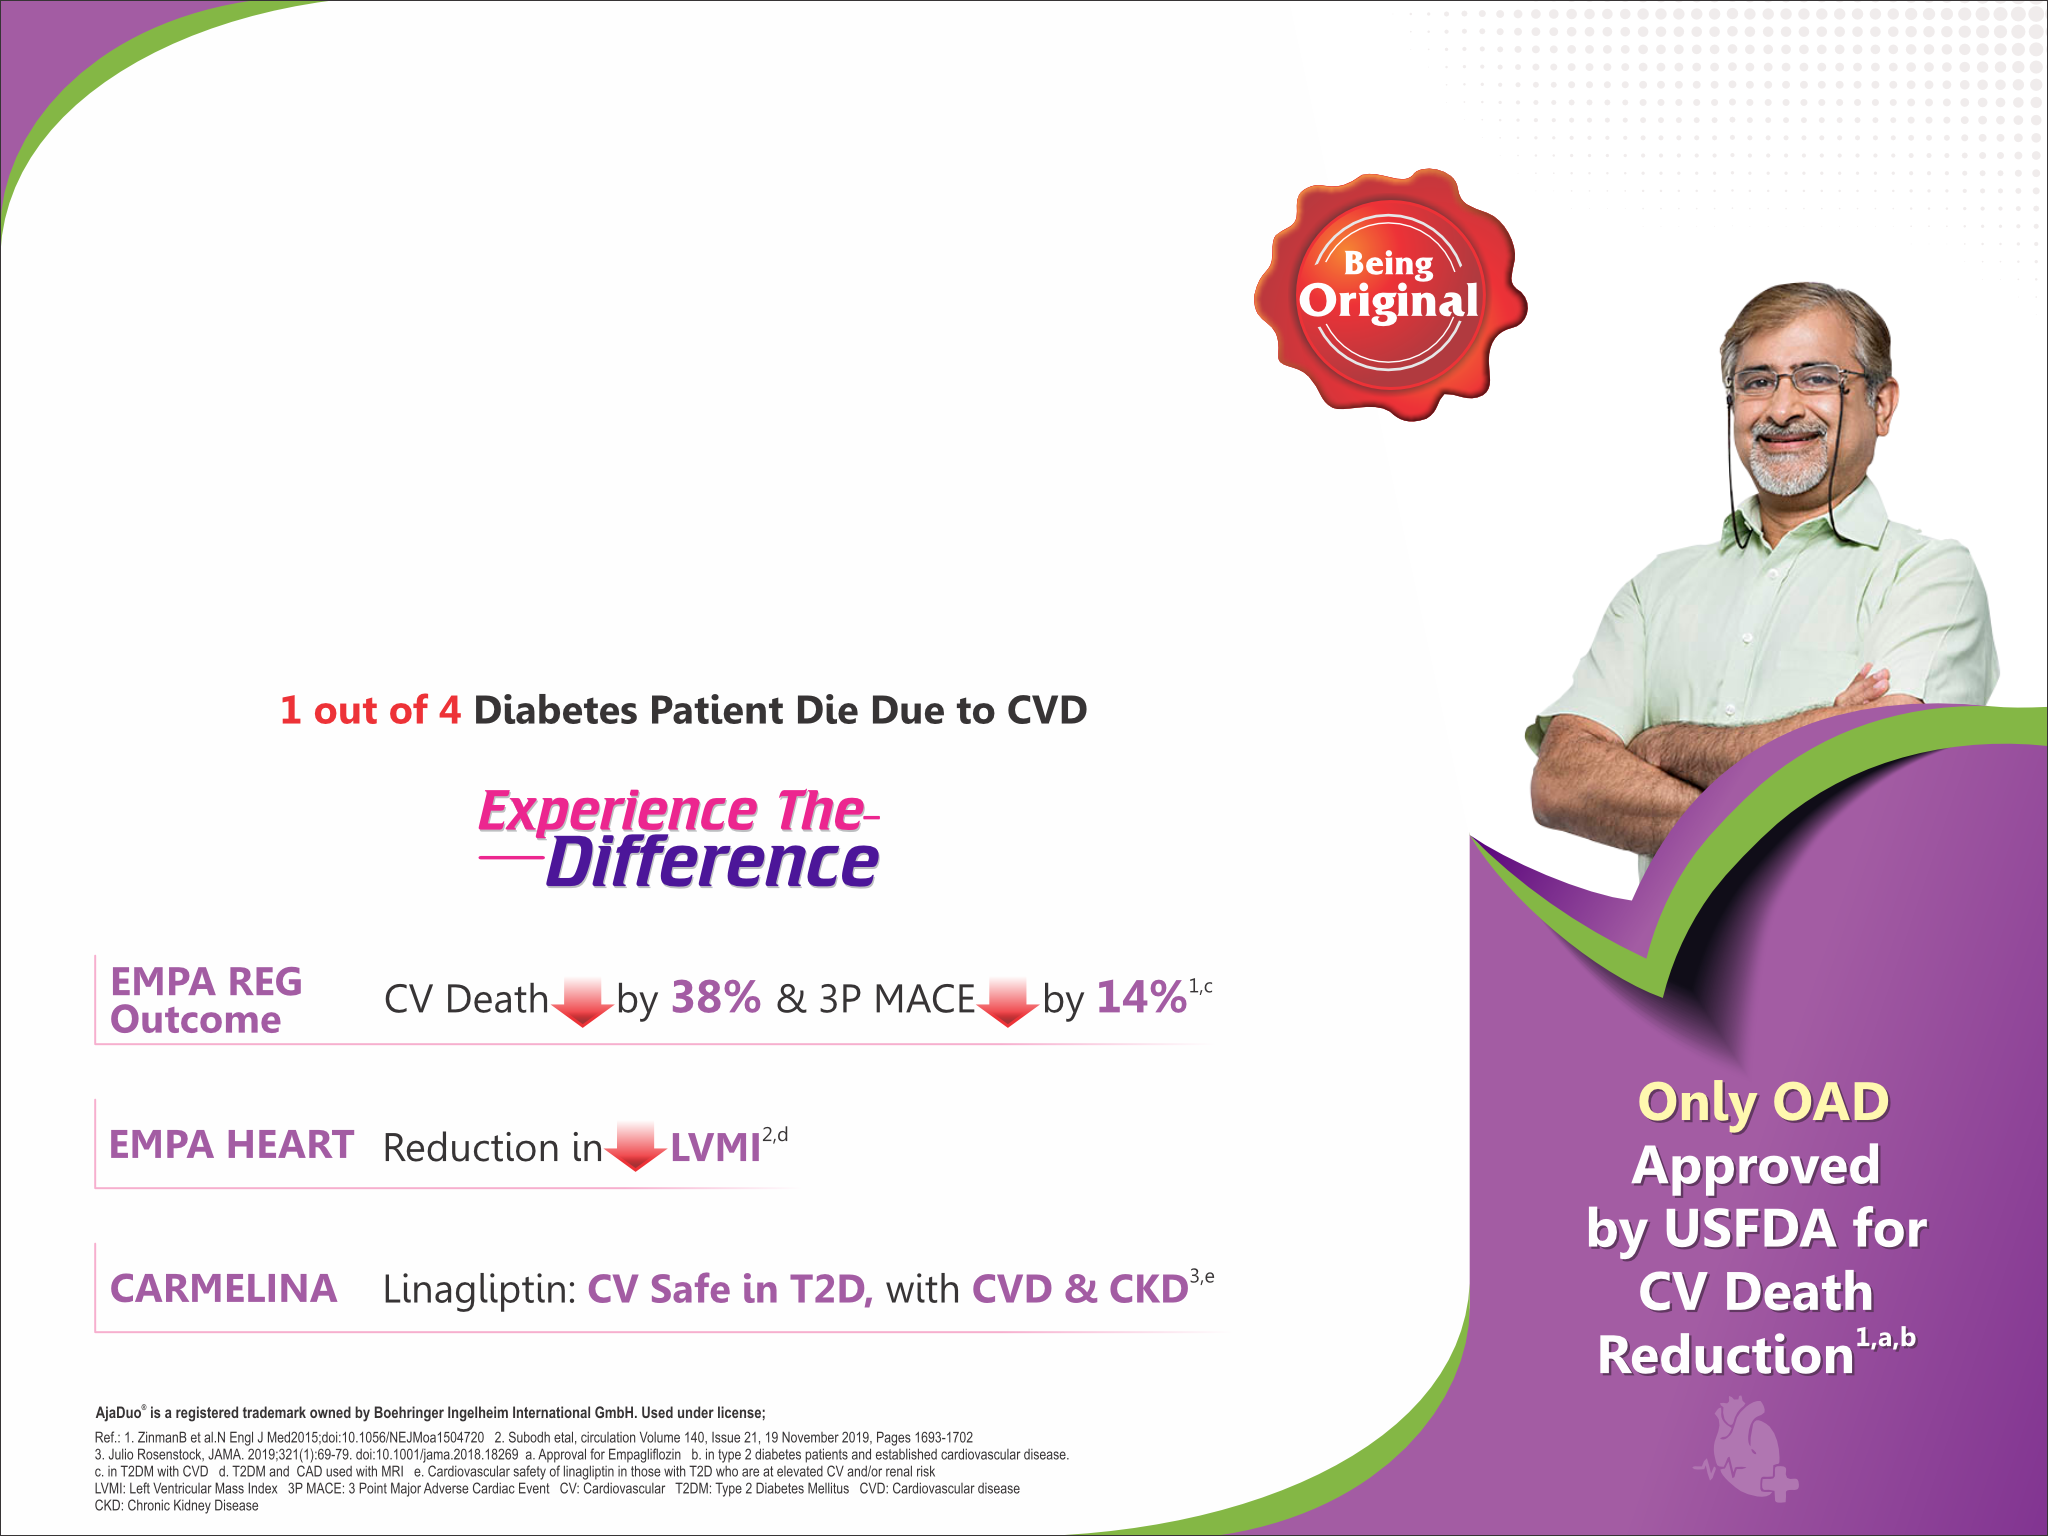 Being
Original
1 out of 4 Diabetes Patient Die Due to CVD
Experience The
Difference
EMPA REG
Outcome
CV Death by 38% & 3P MACE by 14%1,c
EMPA HEART Reduction in LVMI2,d
CARMELINA Linagliptin: CV Safe in T2D, with CVD & CKD3,e
Only OAD
Approved
by USFDA for
CV Death
Reduction1,a,b
AjaDuo® is a registered trademark owned by Boehringer Ingelheim International GmbH. Used under license;
Ref.: 1. ZinmanB et al.N Engl J Med2015;doi:10.1056/NEJMoa1504720 2. Subodh etal, circulation Volume 140, Issue 21, 19 November 2019, Pages 1693-1702
3. Julio Rosenstock, JAMA. 2019;321(1):69-79. doi:10.1001/jama.2018.18269 a. Approval for Empagliflozin b. in type 2 diabetes patients and established cardiovascular disease.
c. in T2DM with CVD d. T2DM and CAD used with MRI e. Cardiovascular safety of linagliptin in those with T2D who are at elevated CV and/or renal risk
LVMI: Left Ventricular Mass Index 3P MACE: 3 Point Major Adverse Cardiac Event CV: Cardiovascular T2DM: Type 2 Diabetes Mellitus CVD: Cardiovascular disease
CKD: Chronic Kidney Disease